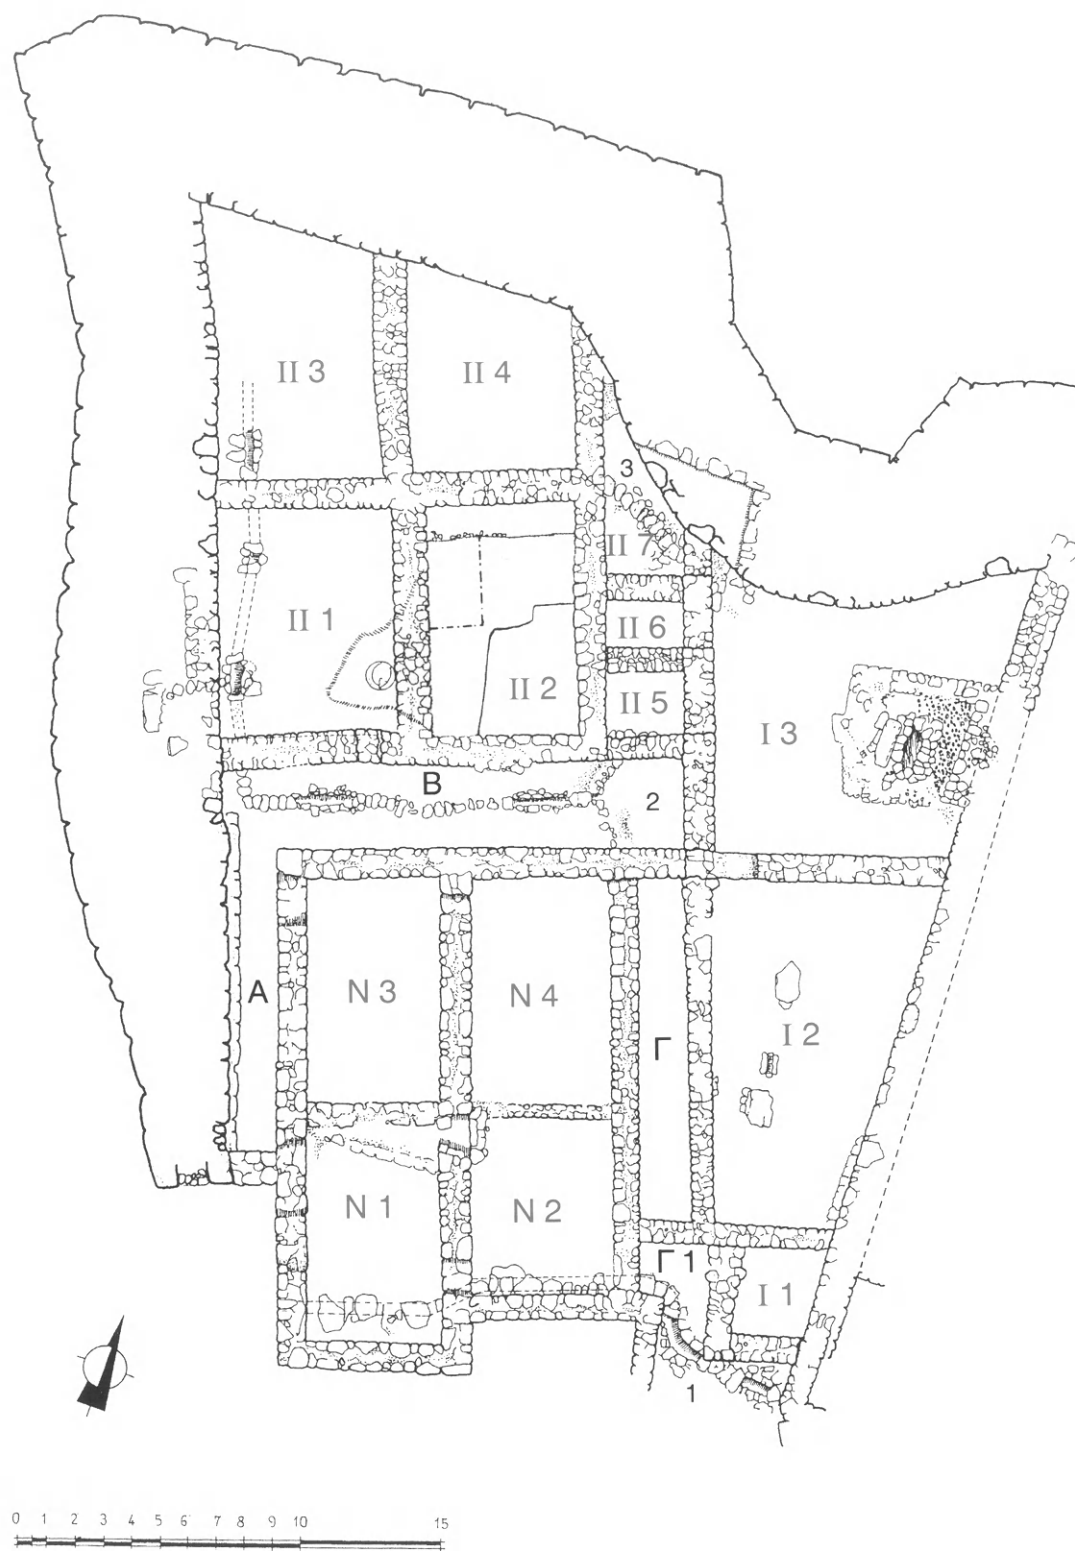 II 3
II 4
3
II 7
II 1
II 6
II 2
II 5
I 3
B
2
A
N 3
N 4
Γ
I 2
N 1
N 2
Γ 1
I 1
1
0 1 2 3 4 5 6 7 8 9 10 15